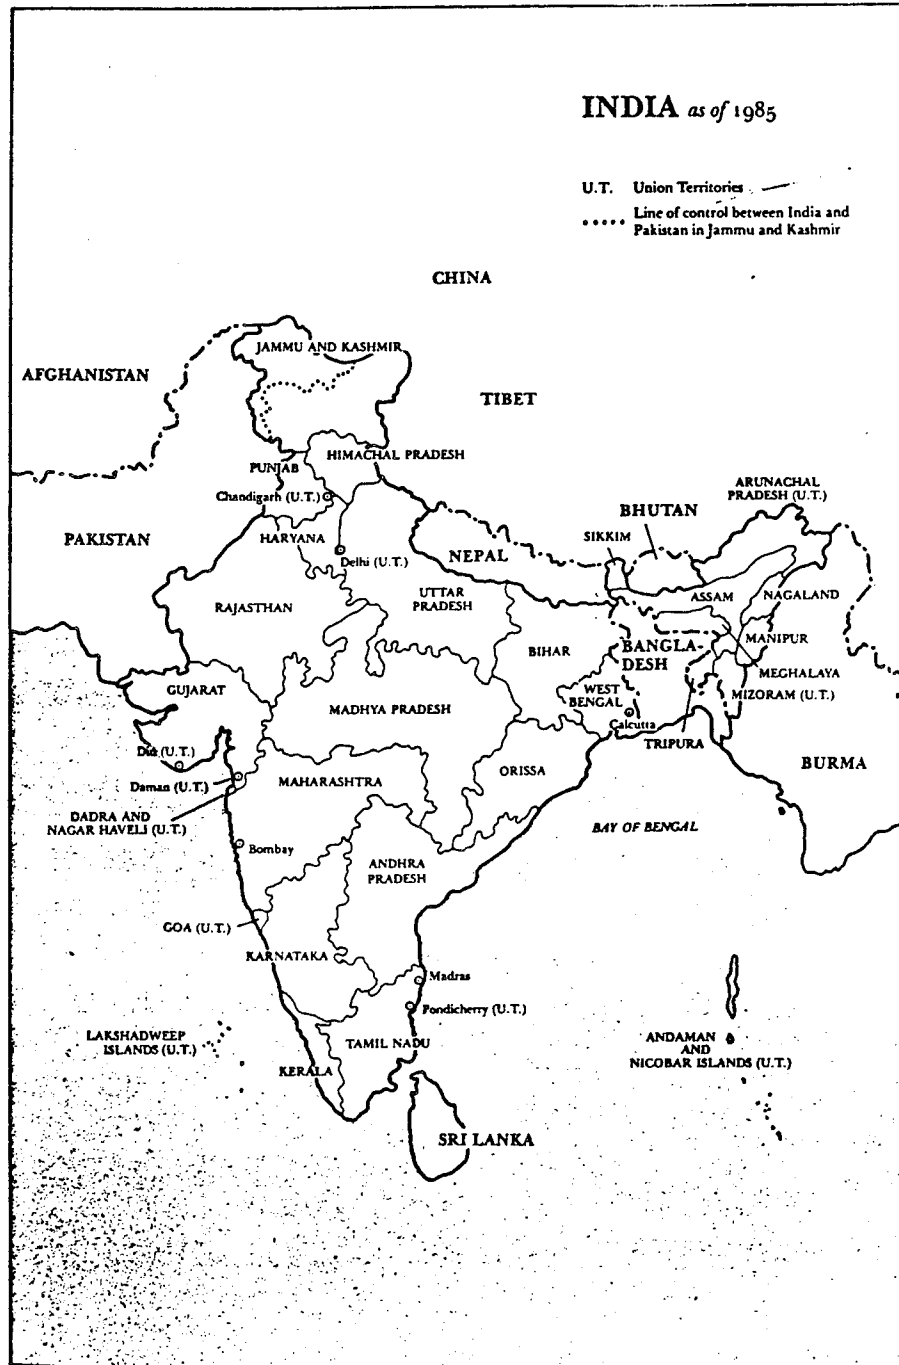 INDIA as of 1985
U.T. Union Territories
Line of control between India and
Pakistan in Jammu and Kashmir
CHINA
JAMMU AND KASHMIR
AFGHANISTAN
TIBET
HIMACHAL PRADESH
PUNJAB
ARUNACHAL
PRADESH (U.T.)
Chandigarh (U.T.)
BHUTAN
PAKISTAN
HARYANA
SIKKIM
NEPAL
Delhi (U.T.)
UTTAR
PRADESH
ASSAM
NAGALAND
RAJASTHAN
MANIPUR
BIHAR
BANGLA-
DESH
MEGHALAYA
GUJARAT
WEST
BENGAL
MIZORAM (U.T.)
MADHYA PRADESH
Calcutta
TRIPURA
Diu (U.T.)
BURMA
ORISSA
MAHARASHTRA
Daman (U.T.)
DADRA AND
NAGAR HAVELI (U.T.)
BAY OF BENGAL
Bombay
ANDHRA
PRADESH
GOA (U.T.)
KARNATAKA
Madras
Pondicherry (U.T.)
LAKSHADWEEP
ISLANDS (U.T.)
TAMIL NADU
ANDAMAN
AND
NICOBAR ISLANDS (U.T.)
KERALA
SRI LANKA